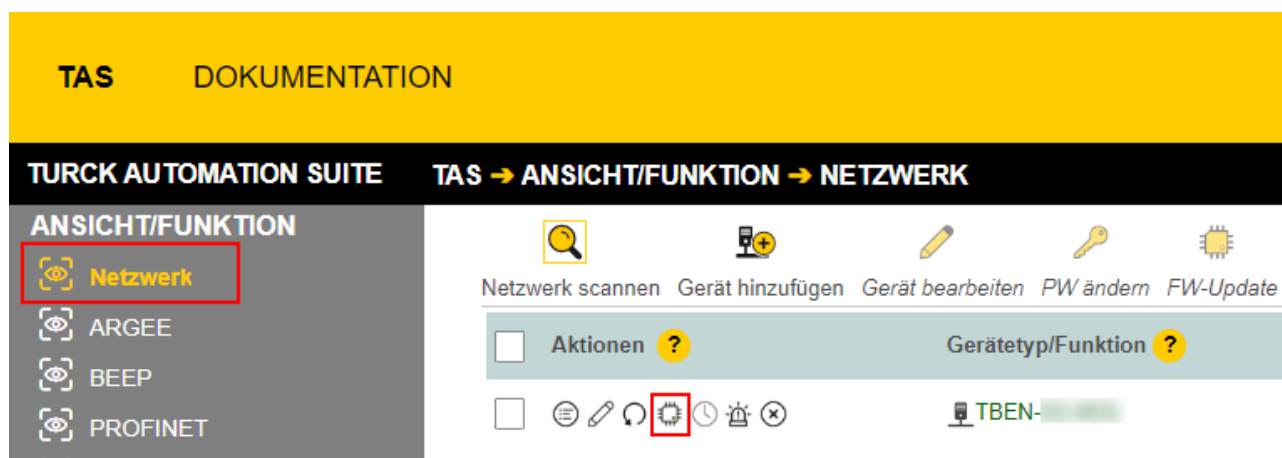 TAS DOKUMENTATION
TURCK AUTOMATION SUITE TAS ➔ ANSICHT/FUNKTION ➔ NETZWERK
ANSICHT/FUNKTION
Netzwerk
Netzwerk scannen Gerät hinzufügen Gerät bearbeiten PW ändern FW-Update
ARGEE
Aktionen ? Gerätetyp/Funktion ?
BEEP
PROFINET
TBEN-